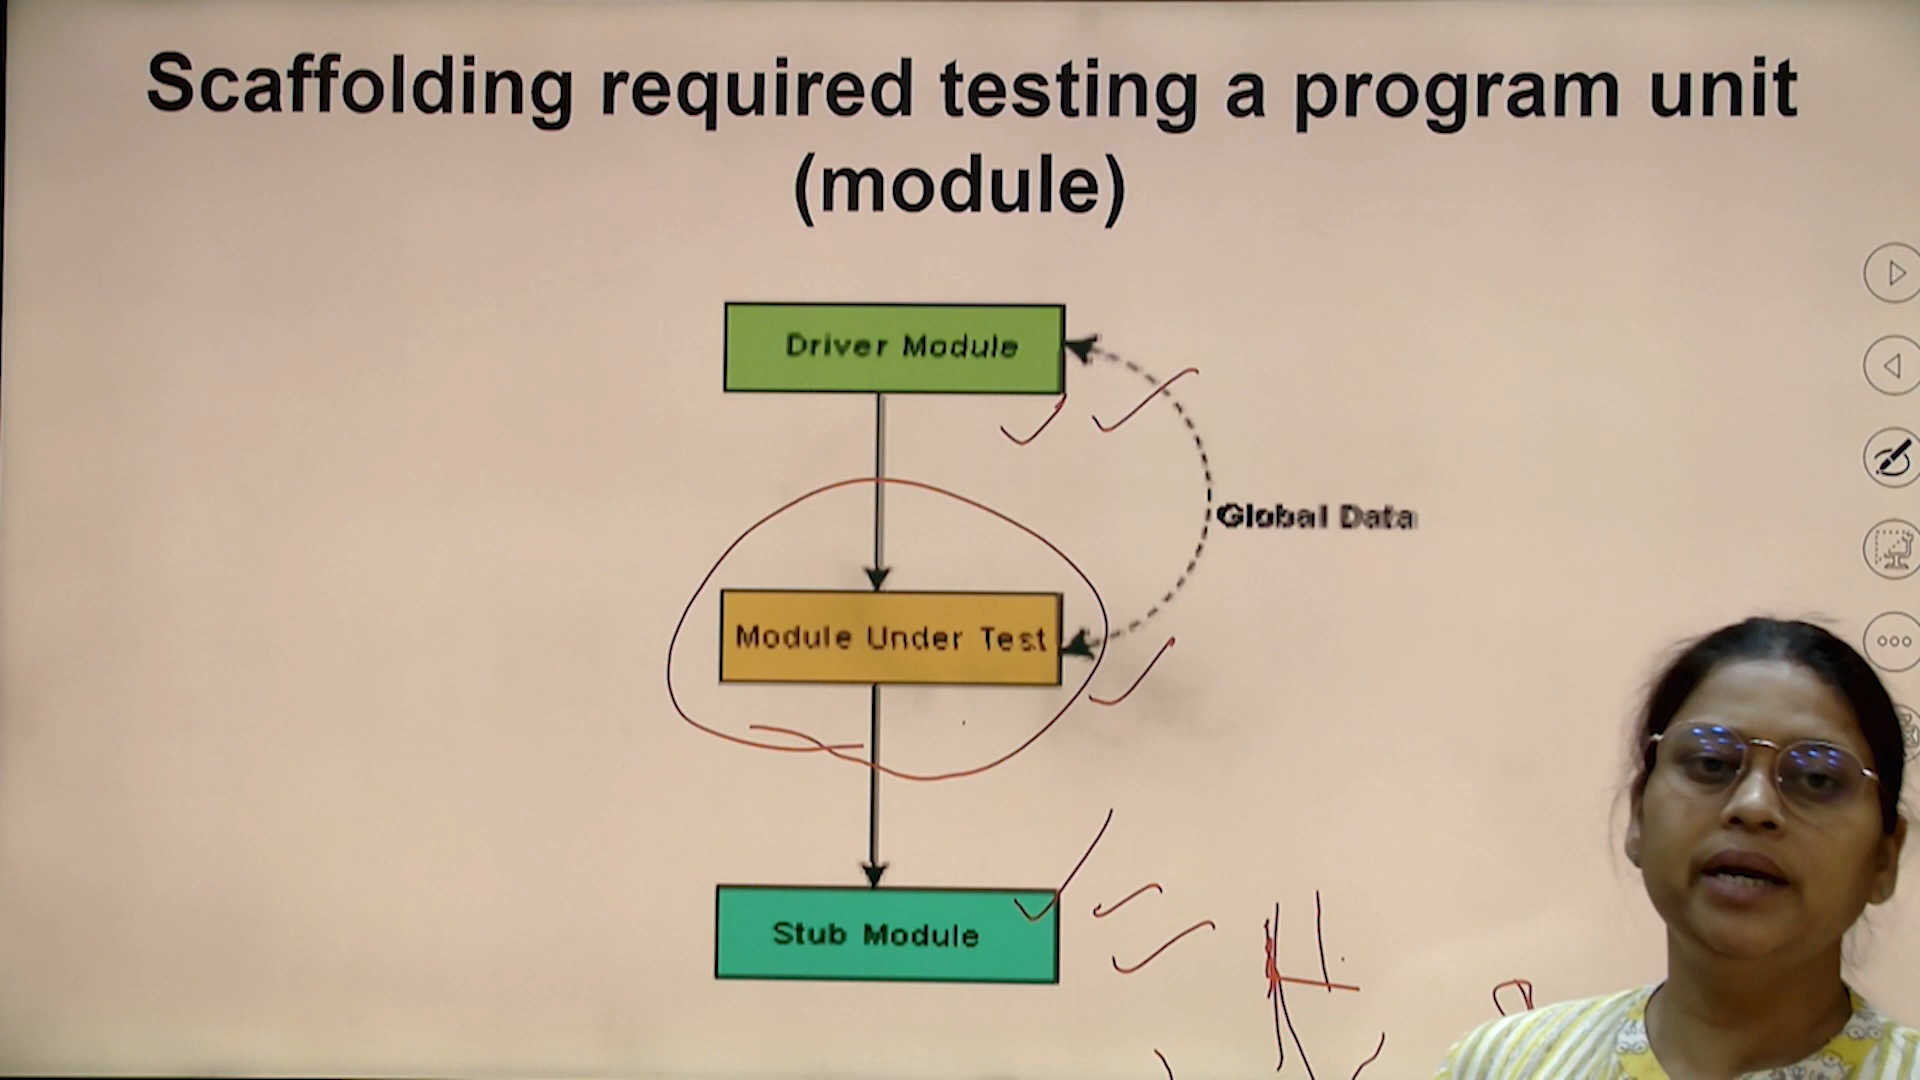 Scaffolding required testing a program unit
(module)
Driver Module
Global Data
Module Under Test
Stub Module